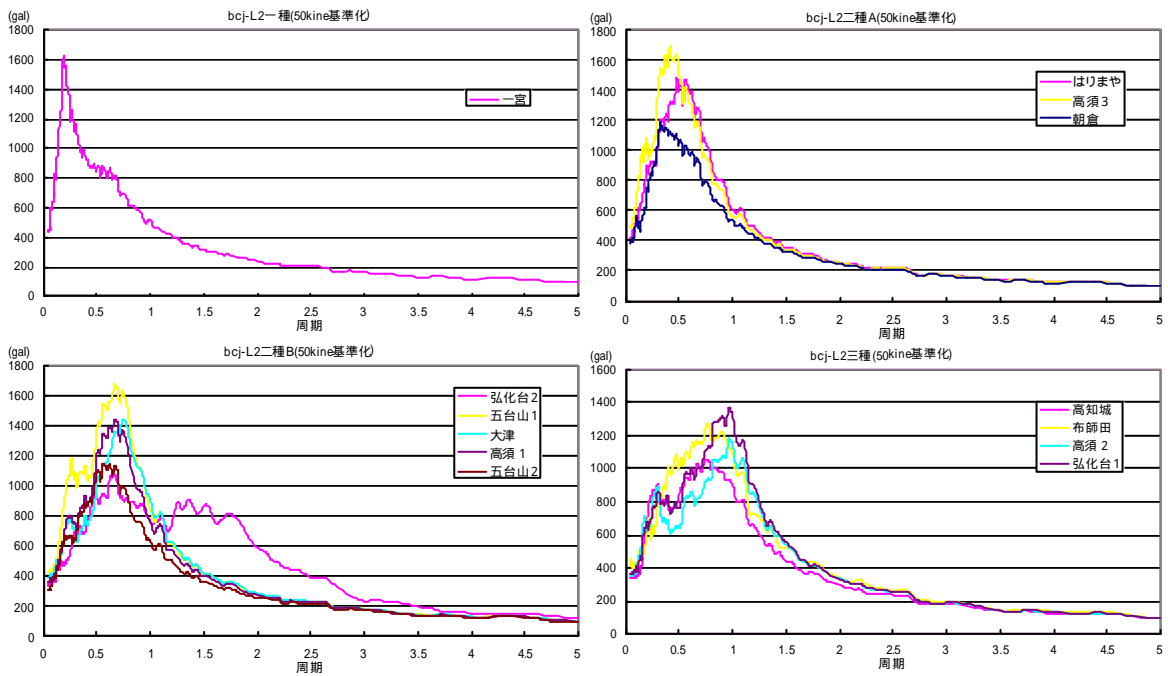 bcj-L2一種(50kine基準化)
(gal)
1800
1600
1400
1200
1000
800
600
400
200
0
一宮
0 0.5 1 1.5 2 2.5 3 3.5 4 4.5 5
周期
bcj-L2二種A(50kine基準化)
(gal)
1800
1600
1400
1200
1000
800
600
400
200
0
はりまや
高須3
朝倉
0 0.5 1 1.5 2 2.5 3 3.5 4 4.5 5
周期
bcj-L2二種B(50kine基準化)
(gal)
1800
1600
1400
1200
1000
800
600
400
200
0
弘化台2
五台山1
大津
高須1
五台山2
0 0.5 1 1.5 2 2.5 3 3.5 4 4.5 5
周期
bcj-L2三種(50kine基準化)
(gal)
1600
1400
1200
1000
800
600
400
200
0
高知城
布師田
高須2
弘化台1
0 0.5 1 1.5 2 2.5 3 3.5 4 4.5 5
周期